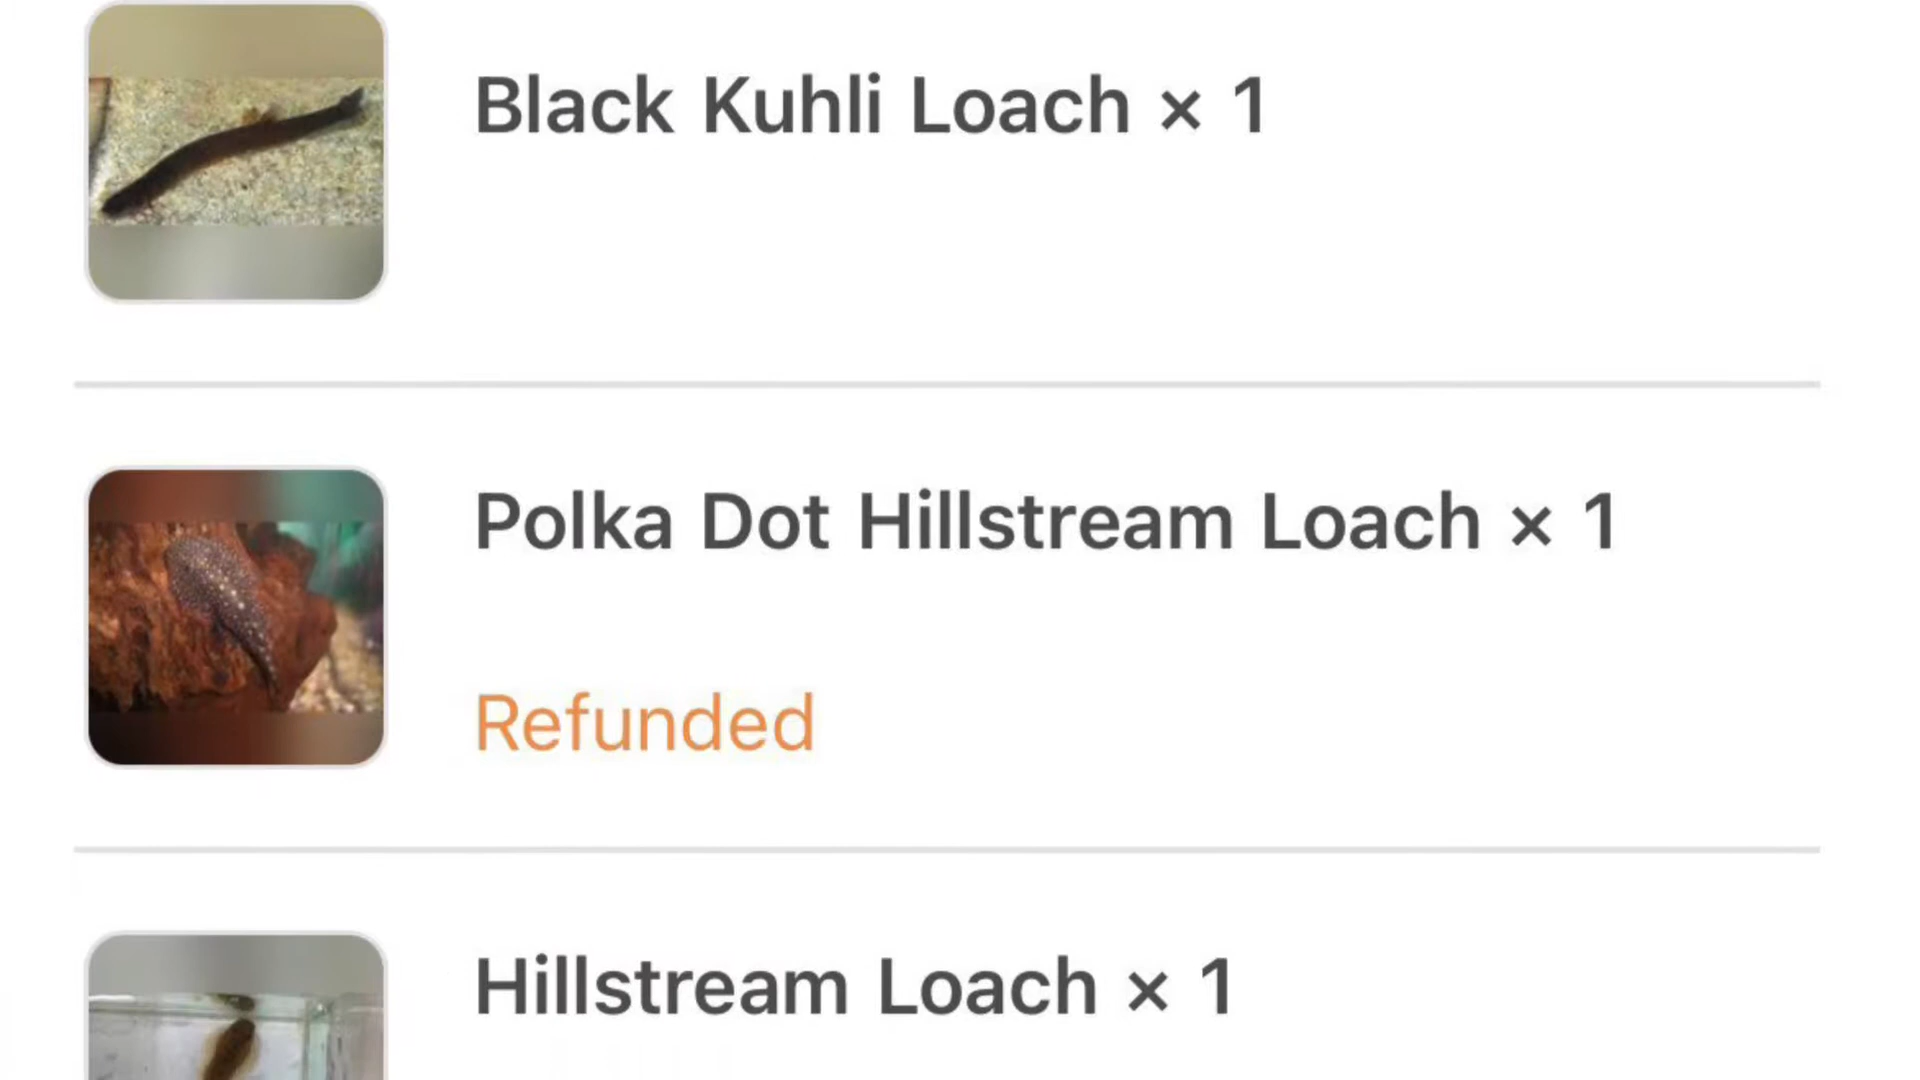 Black Kuhli Loach × 1
Polka Dot Hillstream Loach × 1
Refunded
Hillstream Loach × 1